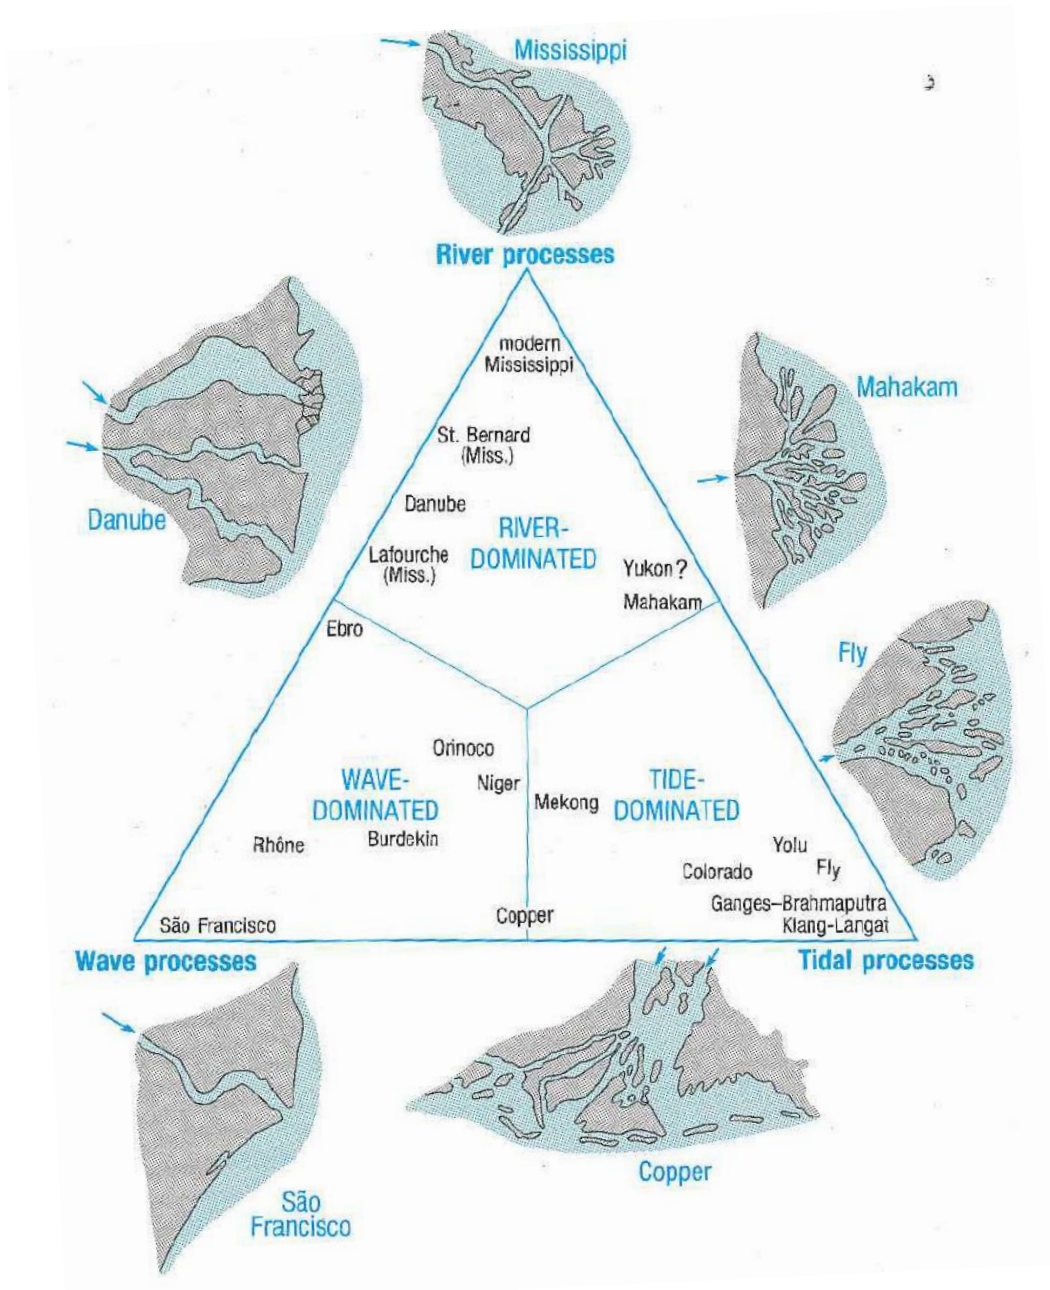 Mississippi
River processes
modern
Mississippi
Mahakam
St. Bernard
(Miss.)
Danube
Danube
RIVER-
DOMINATED
Lafourche
(Miss.)
Yukon?
Mahakam
Ebro
Fly
Orinoco
WAVE-
DOMINATED
Niger
TIDE-
DOMINATED
Mekong
Rhône
Burdekin
Yolu
Fly
Colorado
Ganges–Brahmaputra
Klang-Langat
São Francisco
Copper
Wave processes
Tidal processes
Copper
São
Francisco